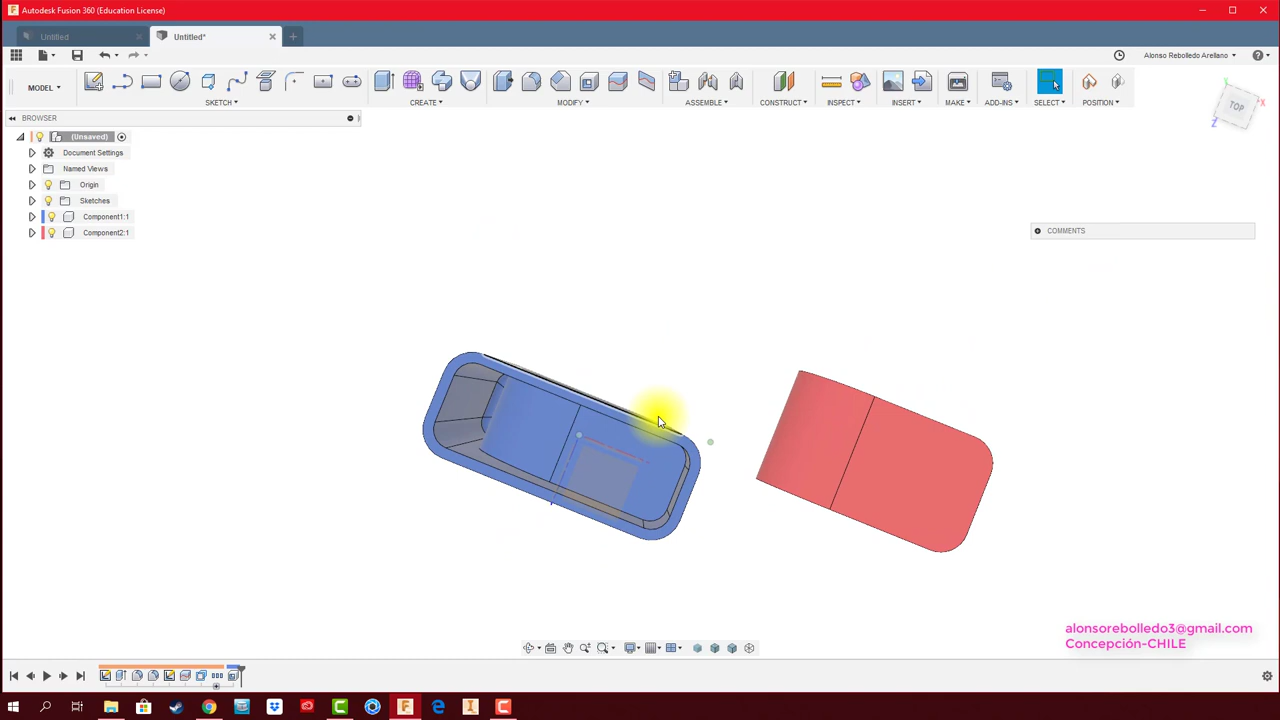 Autodesk Fusion 360 (Education License)
Untitled
Untitled*
Alonso Rebolledo Arellano
MODEL
SKETCH
CREATE
MODIFY
ASSEMBLE
CONSTRUCT
INSPECT
INSERT
MAKE
ADD-INS
SELECT
POSITION
TOP
X
Z
BROWSER
(Unsaved)
Document Settings
Named Views
Origin
Sketches
Component1:1
Component2:1
COMMENTS
alonsorebolledo3@gmail.com
Concepción-CHILE